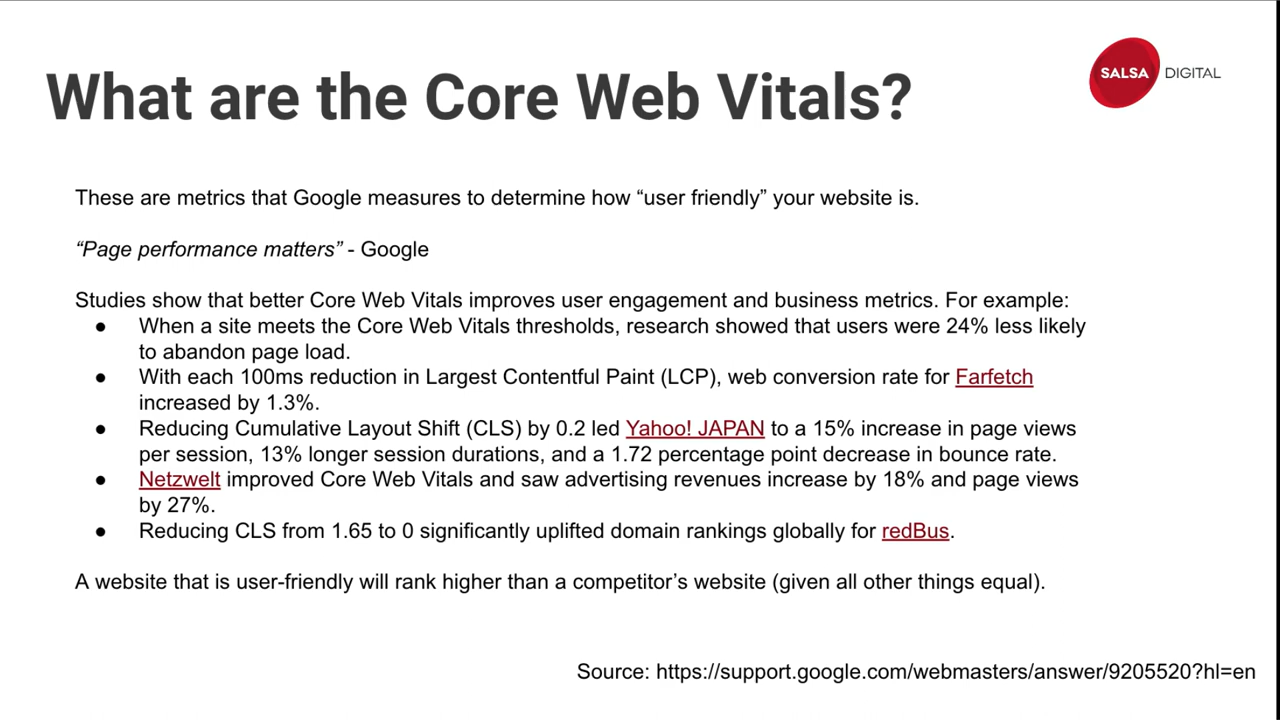 SALSA DIGITAL
What are the Core Web Vitals?
These are metrics that Google measures to determine how “user friendly” your website is.
“Page performance matters” - Google
Studies show that better Core Web Vitals improves user engagement and business metrics. For example:
● When a site meets the Core Web Vitals thresholds, research showed that users were 24% less likely
to abandon page load.
● With each 100ms reduction in Largest Contentful Paint (LCP), web conversion rate for Farfetch
increased by 1.3%.
● Reducing Cumulative Layout Shift (CLS) by 0.2 led Yahoo! JAPAN to a 15% increase in page views
per session, 13% longer session durations, and a 1.72 percentage point decrease in bounce rate.
● Netzwelt improved Core Web Vitals and saw advertising revenues increase by 18% and page views
by 27%.
● Reducing CLS from 1.65 to 0 significantly uplifted domain rankings globally for redBus.
A website that is user-friendly will rank higher than a competitor’s website (given all other things equal).
Source: https://support.google.com/webmasters/answer/9205520?hl=en